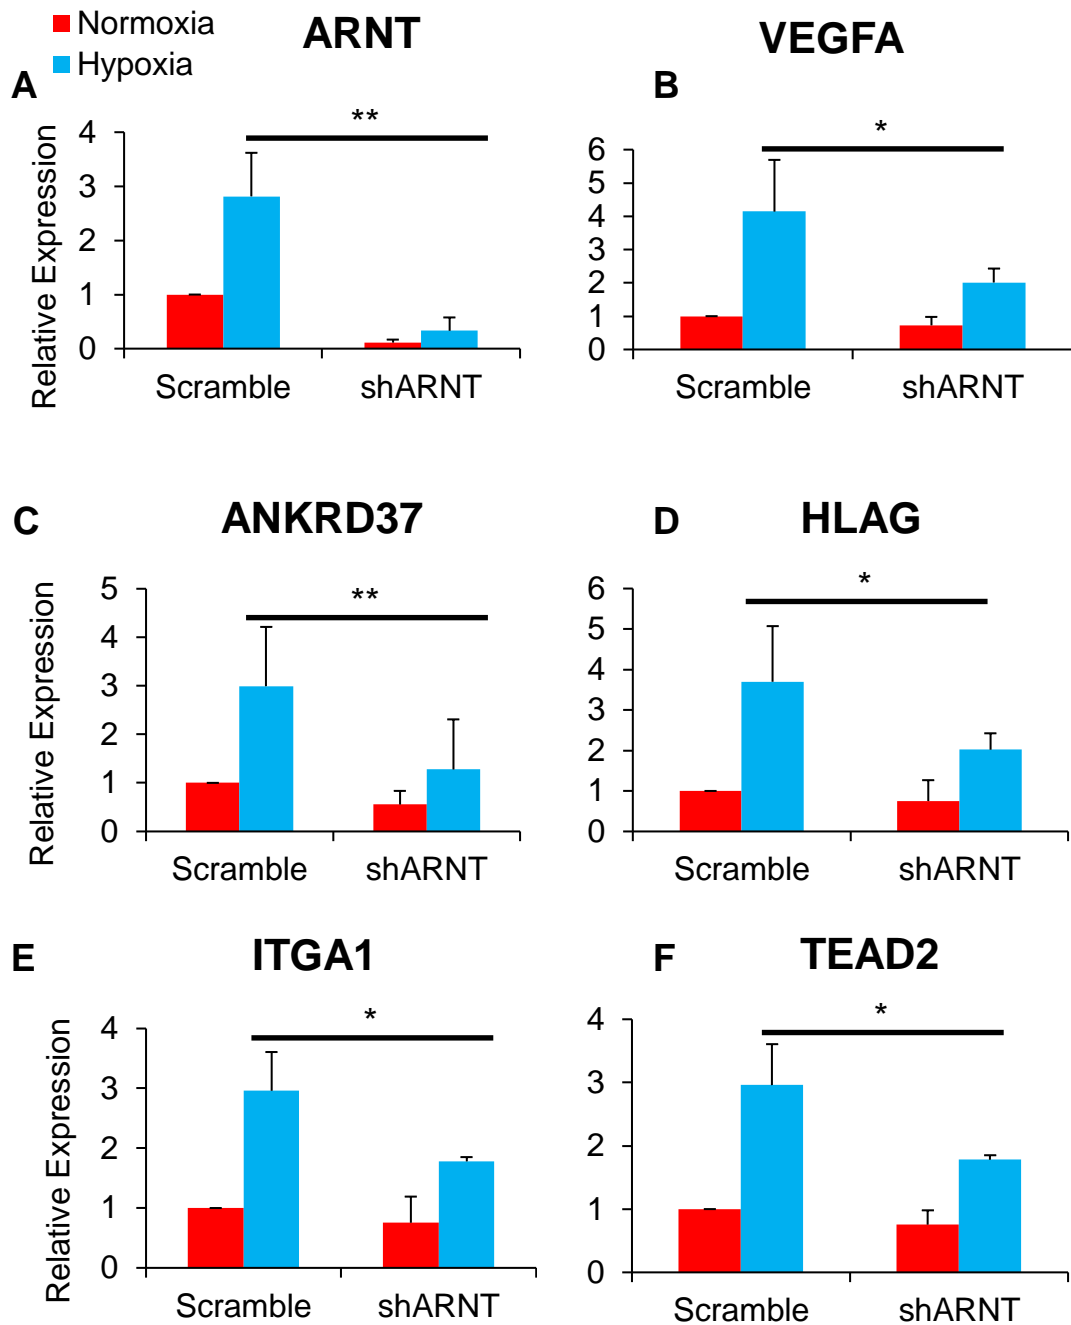 Normoxia
Hypoxia
ARNT
VEGFA
A
B
**
*
Relative Expression
4
3
2
1
0
Scramble
shARNT
6
5
4
3
2
1
0
Scramble
shARNT
C
ANKRD37
D
HLAG
**
*
Relative Expression
5
4
3
2
1
0
Scramble
shARNT
6
5
4
3
2
1
0
Scramble
shARNT
E
ITGA1
F
TEAD2
*
*
Relative Expression
4
3
2
1
0
Scramble
shARNT
4
3
2
1
0
Scramble
shARNT